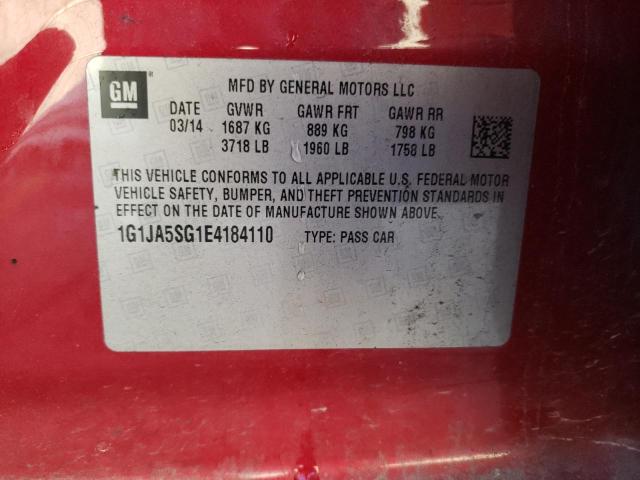 GM
MFD BY GENERAL MOTORS LLC
DATE GVWR GAWR FRT GAWR RR
03/14 1687 KG 889 KG 798 KG
3718 LB 1960 LB 1758 LB
THIS VEHICLE CONFORMS TO ALL APPLICABLE U.S. FEDERAL MOTOR
VEHICLE SAFETY, BUMPER, AND THEFT PREVENTION STANDARDS IN
EFFECT ON THE DATE OF MANUFACTURE SHOWN ABOVE.
1G1JA5SG1E4184110 TYPE: PASS CAR